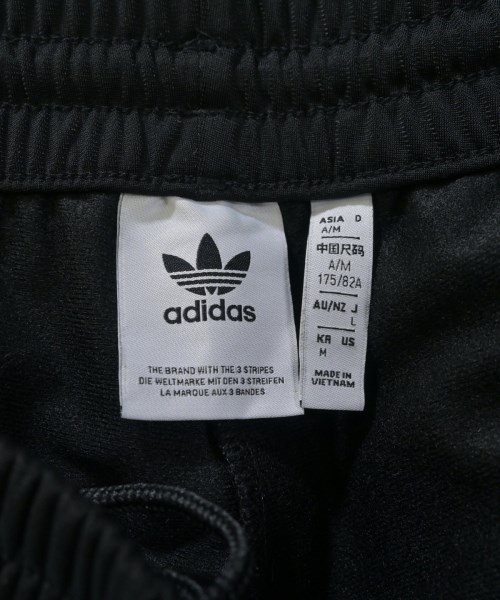 adidas
THE BRAND WITH THE 3 STRIPES
DIE WELTMARKE MIT DEN 3 STREIFEN
LA MARQUE AUX 3 BANDES
ASIA D
A/M
中国尺码
A/M
175/82A
AU/NZ J
L
KR US
M
MADE IN
VIETNAM